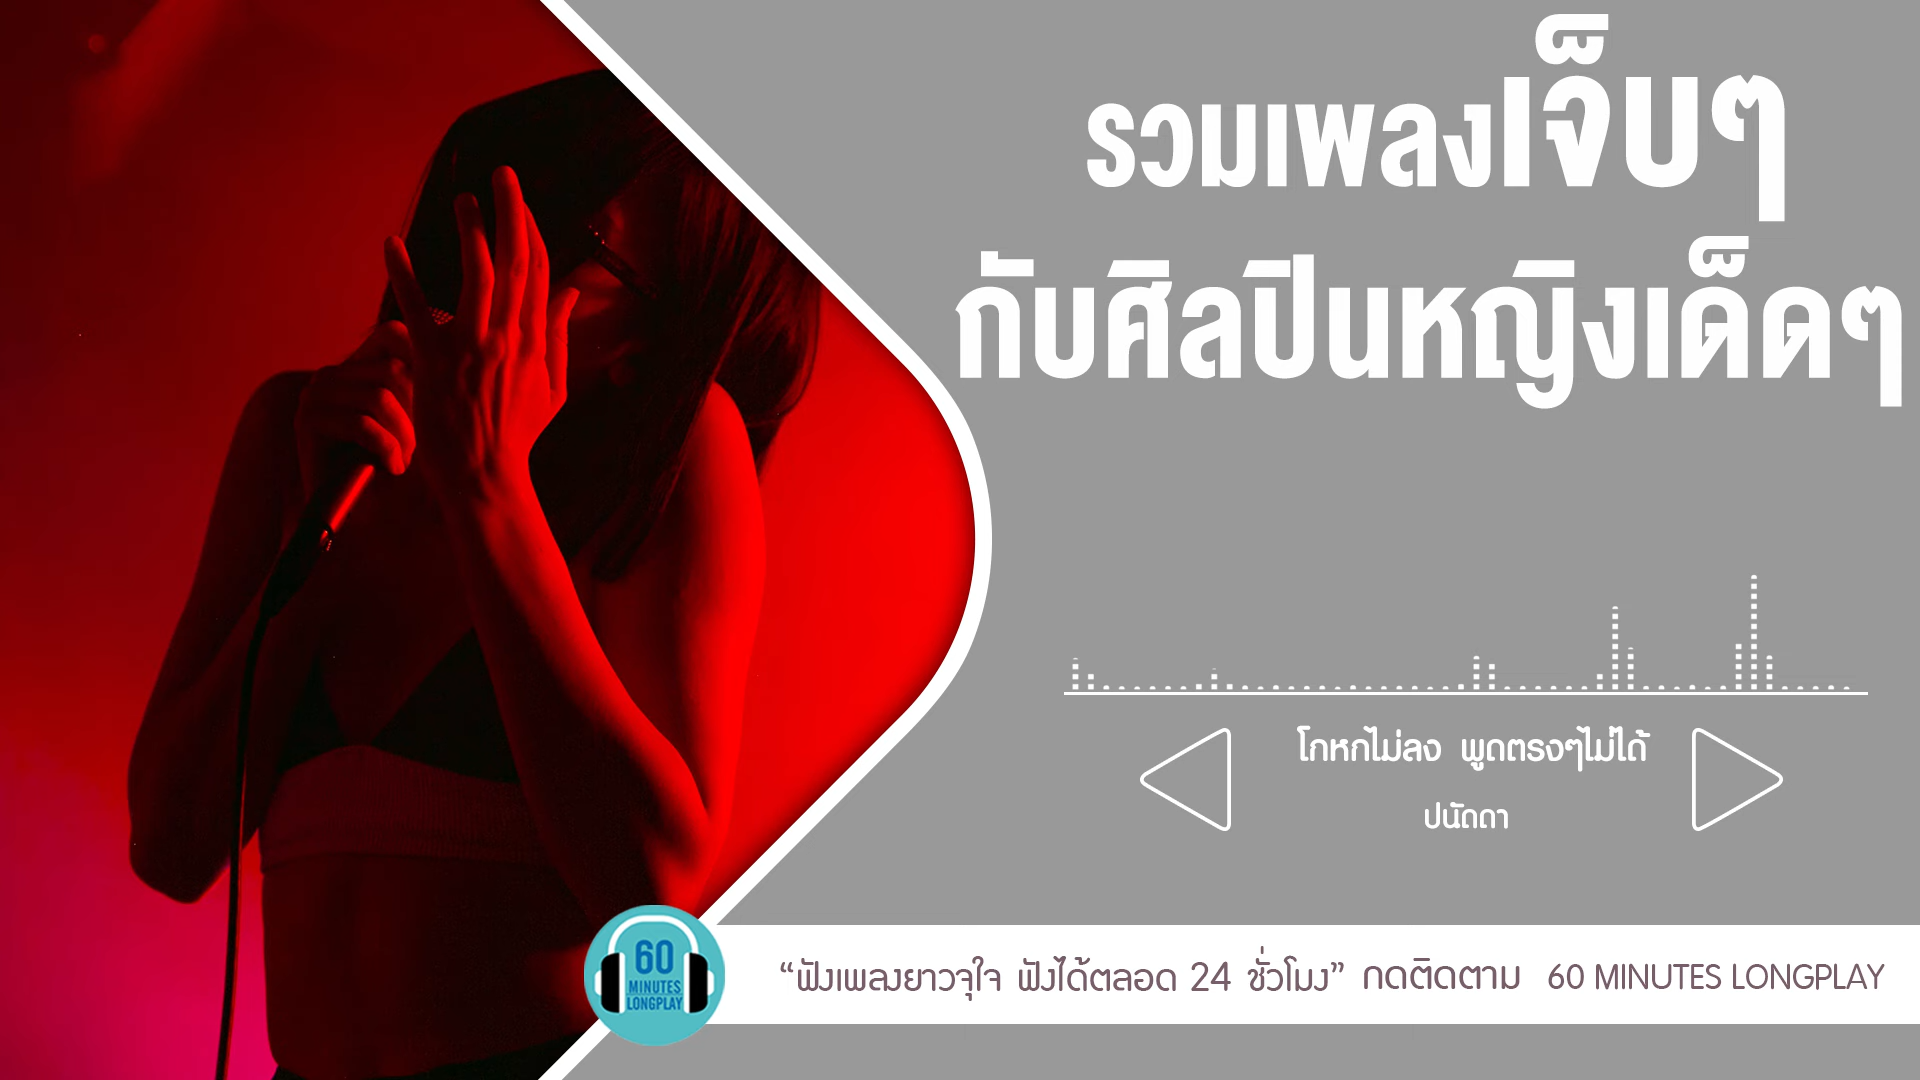 รวมเพลงเจ็บๆ
กับศิลปินหญิงเด็ดๆ
โกหกไม่ลง พูดตรงๆไม่ได้
ปนัดดา
60
MINUTES
LONGPLAY
“ฟังเพลงยาวจุใจ ฟังได้ตลอด 24 ชั่วโมง” กดติดตาม 60 MINUTES LONGPLAY